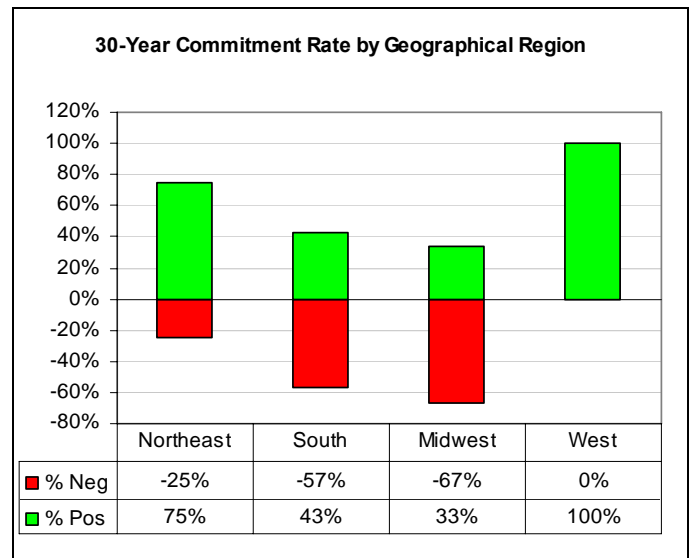 30-Year Commitment Rate by Geographical Region
120%
100%
80%
60%
40%
20%
0%
-20%
-40%
-60%
-80%
Northeast South Midwest West
% Neg -25% -57% -67% 0%
% Pos 75% 43% 33% 100%